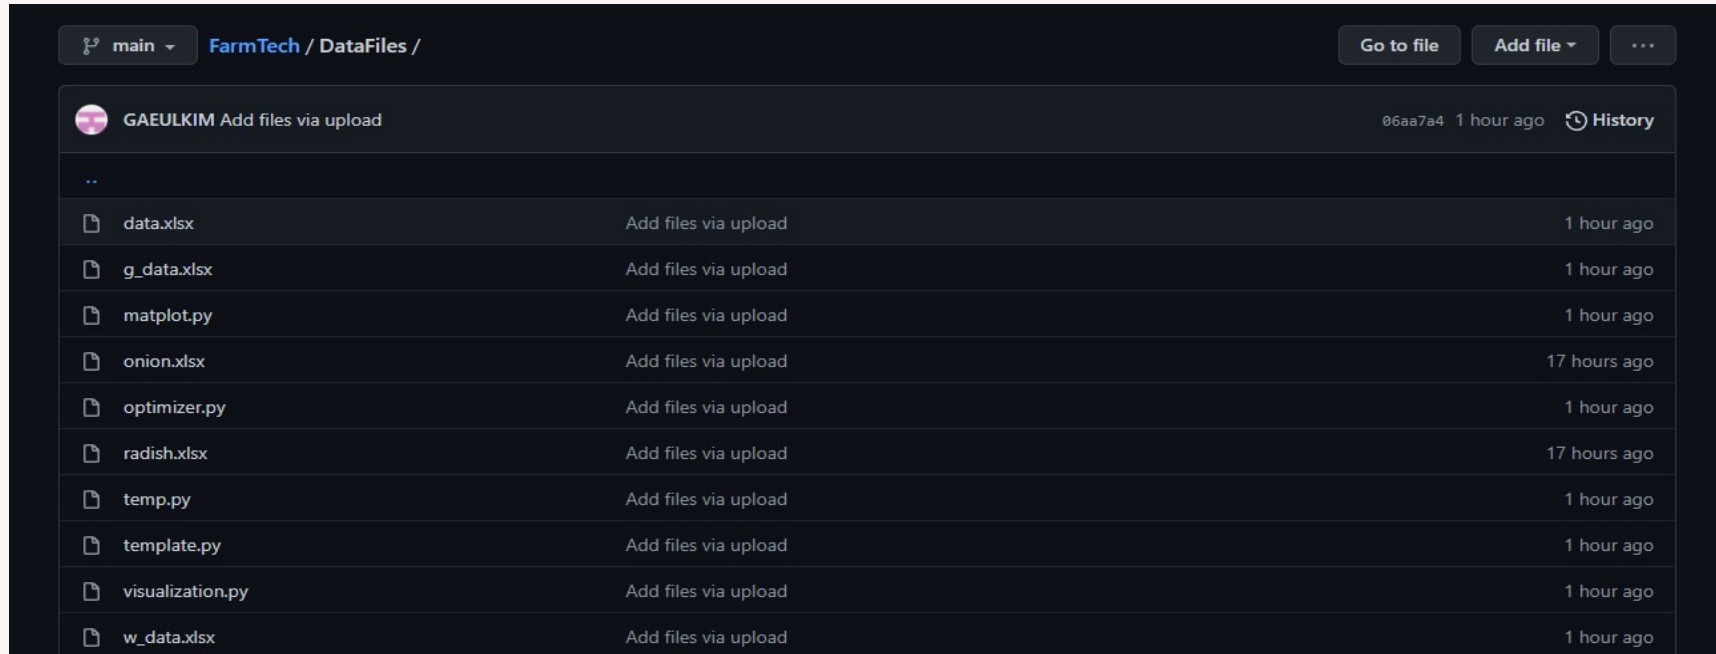 main FarmTech / DataFiles / Go to file Add file ...
GAEULKIM Add files via upload 06aa7a4 1 hour ago History
..
data.xlsx Add files via upload 1 hour ago
g_data.xlsx Add files via upload 1 hour ago
matplot.py Add files via upload 1 hour ago
onion.xlsx Add files via upload 17 hours ago
optimizer.py Add files via upload 1 hour ago
radish.xlsx Add files via upload 17 hours ago
temp.py Add files via upload 1 hour ago
template.py Add files via upload 1 hour ago
visualization.py Add files via upload 1 hour ago
w_data.xlsx Add files via upload 1 hour ago